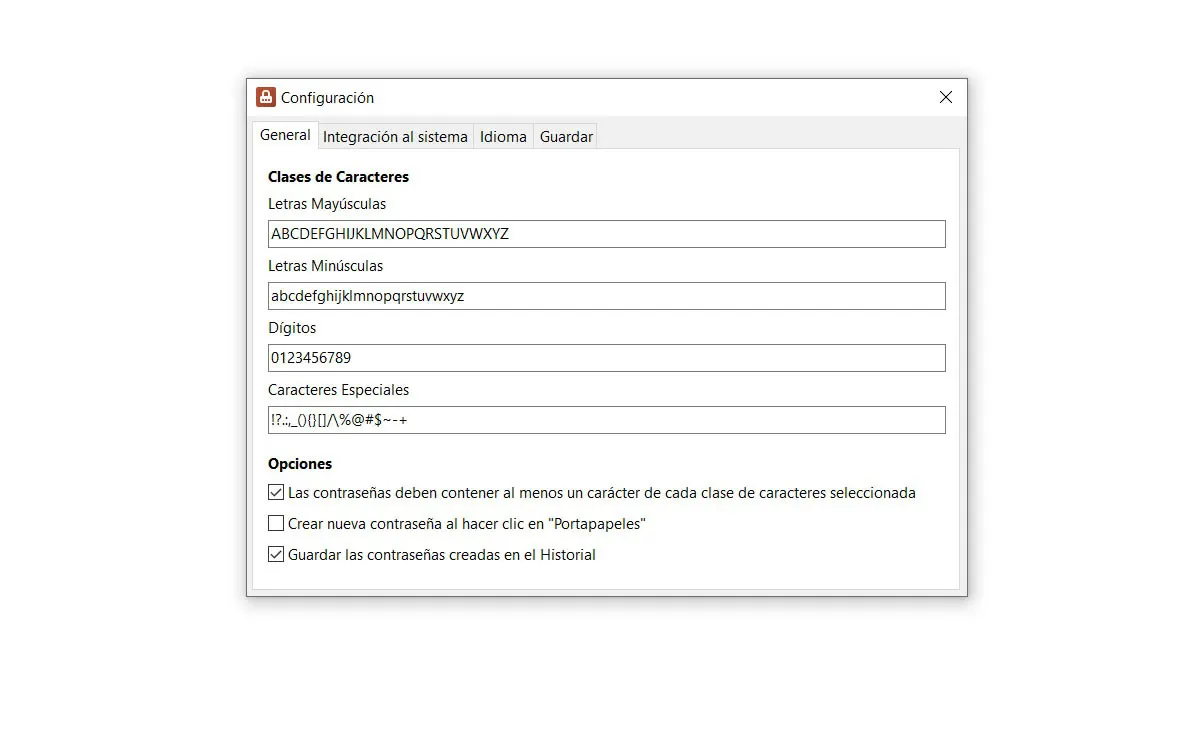 Configuración
General Integración al sistema Idioma Guardar
Clases de Caracteres
Letras Mayúsculas
ABCDEFGHIJKLMNOPQRSTUVWXYZ
Letras Minúsculas
abcdefghijklmnopqrstuvwxyz
Dígitos
0123456789
Caracteres Especiales
!?.:;,_(){}[]/\%@#$~-+
Opciones
Las contraseñas deben contener al menos un carácter de cada clase de caracteres seleccionada
Crear nueva contraseña al hacer clic en "Portapapeles"
Guardar las contraseñas creadas en el Historial